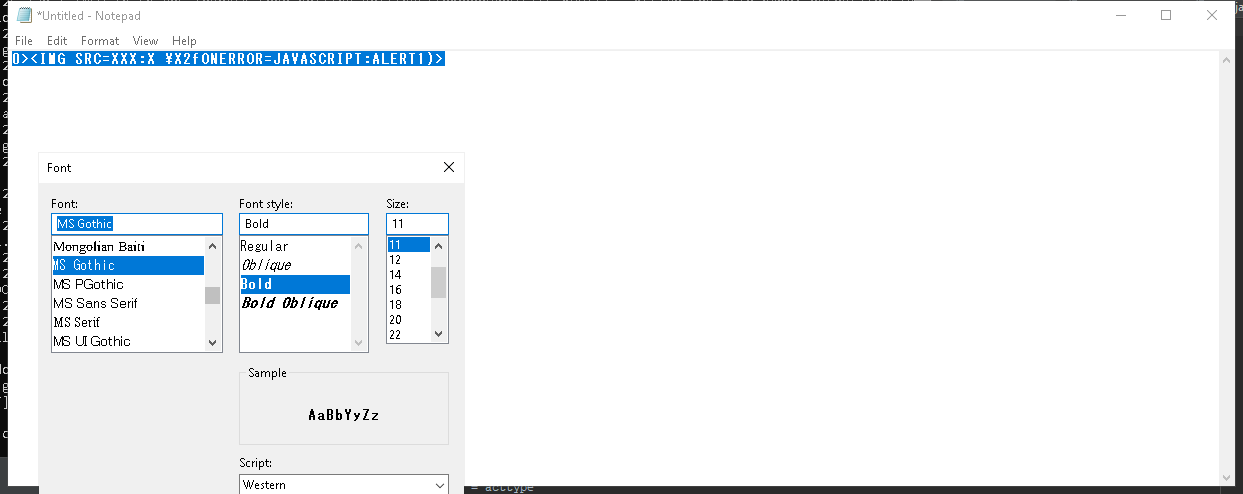 *Untitled - Notepad
File Edit Format View Help
O><IMG SRC=XXX:X ¥X2fONERROR=JAVASCRIPT:ALERT1)>
Font
Font: Font style: Size:
MS Gothic Bold 11
Mongolian Baiti Regular 11
MS Gothic Oblique 12
MS PGothic Bold 14
MS Sans Serif Bold Oblique 16
MS Serif 18
MS UI Gothic 20
22
Sample
AaBbYyZz
Script:
Western
= acttype